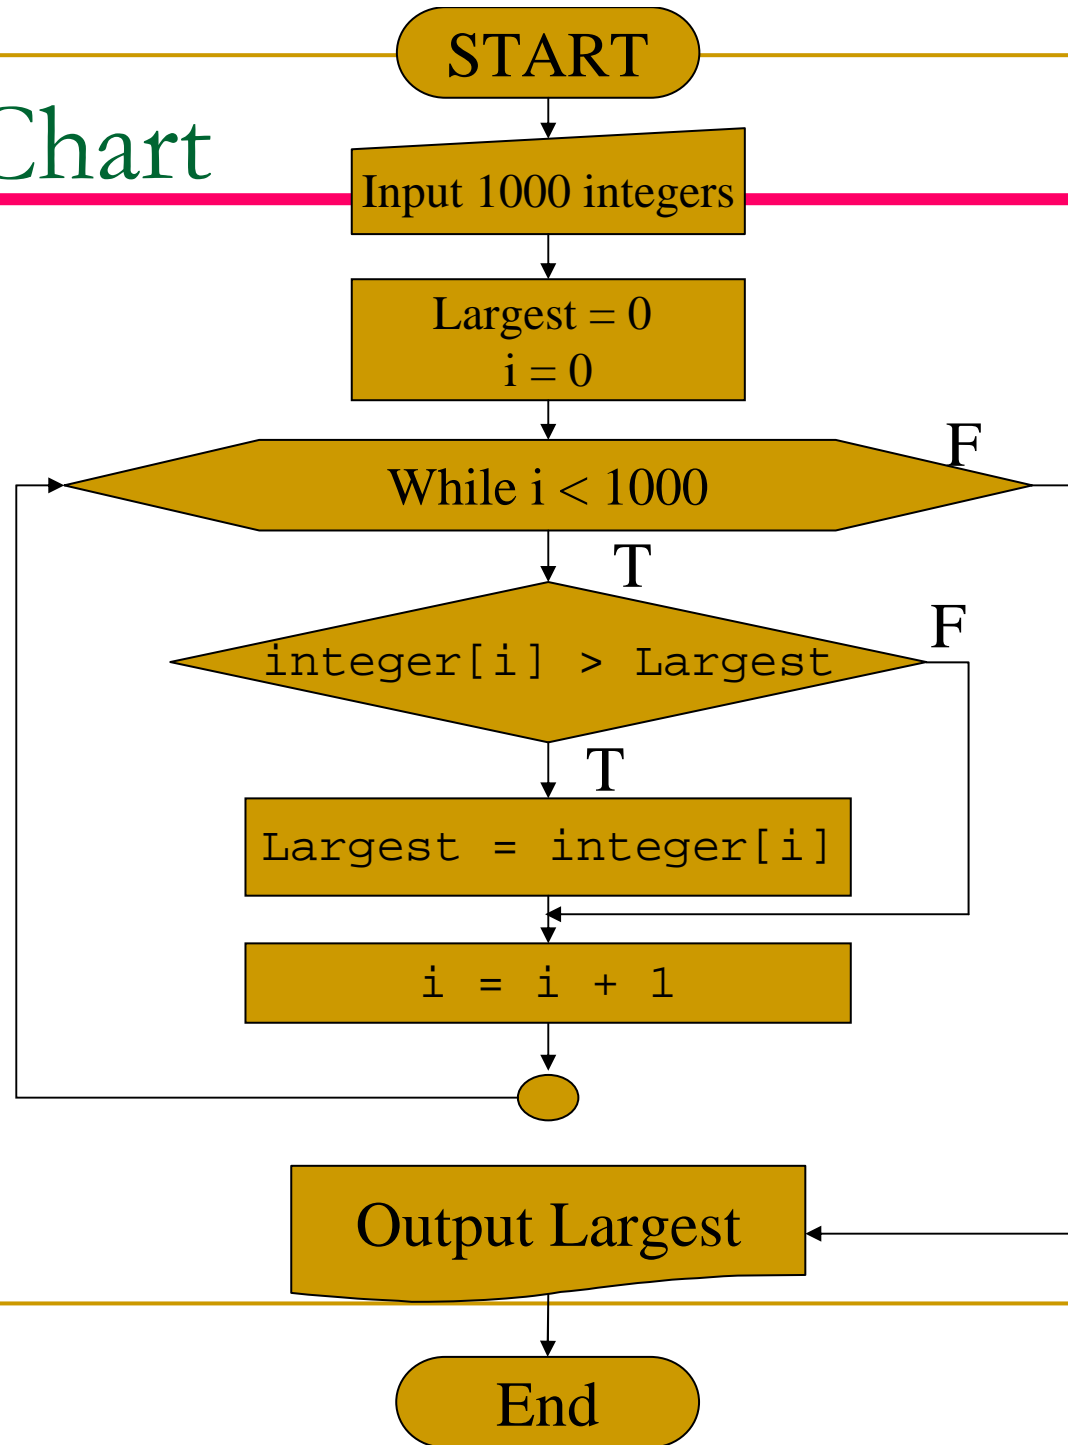 START
Chart
Input 1000 integers
Largest = 0
i = 0
F
While i < 1000
T
F
integer[i] > Largest
T
Largest = integer[i]
i = i + 1
Output Largest
End